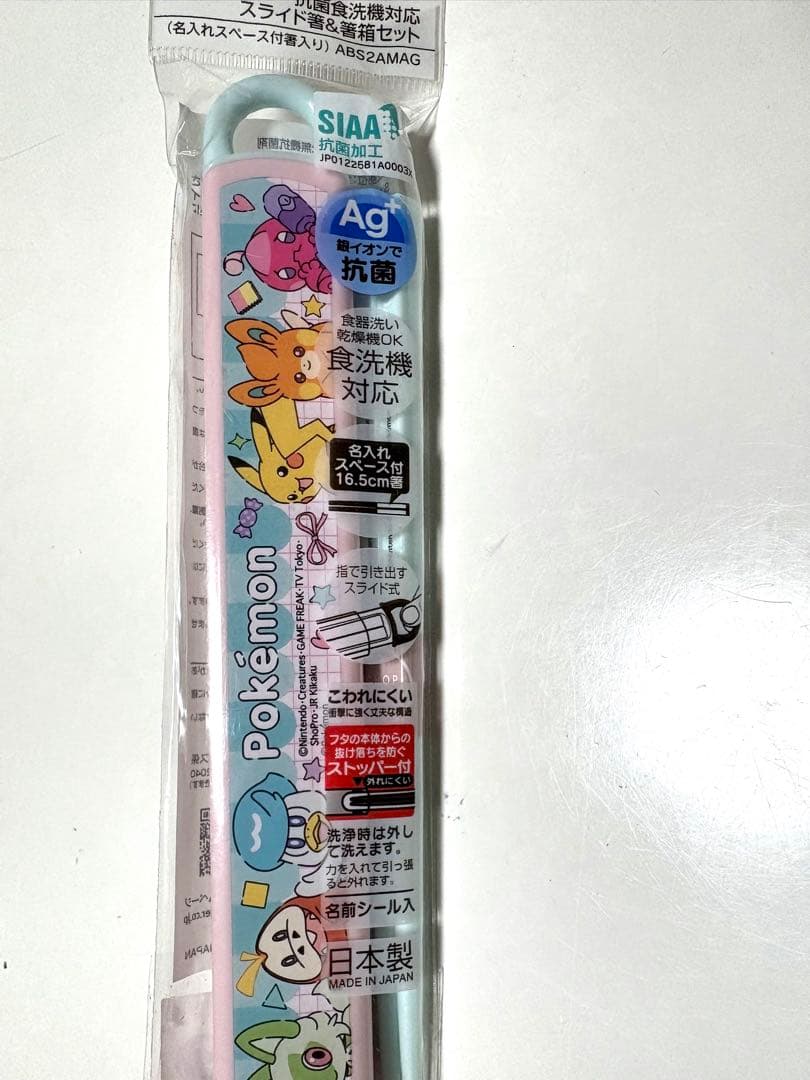 抗菌食洗機対応
スライド箸&箸箱セット
(名入れスペース付箸入り) ABS2AMAG
SIAA
抗菌加工
JP0122581A0003X
Ag+
銀イオンで
抗菌
食器洗い
乾燥機OK
食洗機
対応
名入れ
スペース付
16.5cm箸
指で引き出す
スライド式
Pokémon
©Nintendo・Creatures・GAME FREAK・TV Tokyo・
ShoPro・JR Kikaku
こわれにくい
衝撃に強く丈夫な構造
フタの本体からの
抜け落ちを防ぐ
ストッパー付
外れにくい
洗浄時は外し
て洗えます。
力を入れて引っ張
ると外れます。
名前シール入
日本製
MADE IN JAPAN